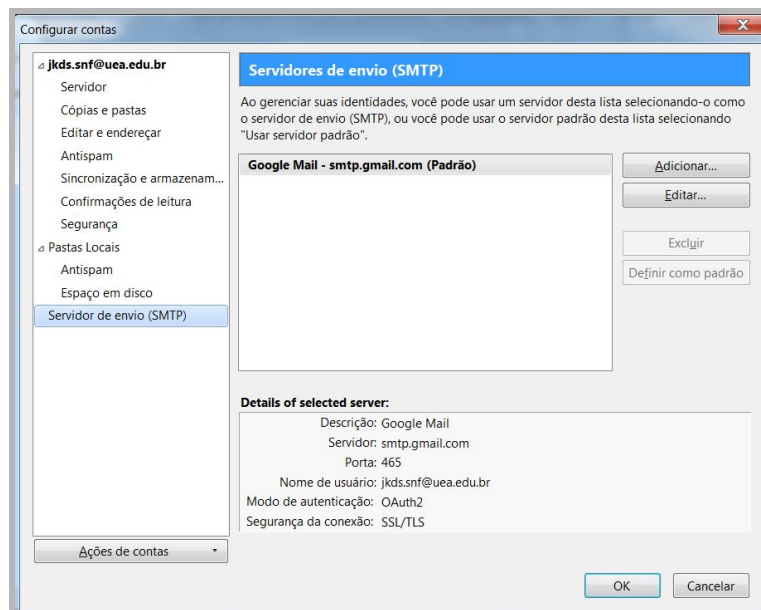 Configurar contas
jkds.snf@uea.edu.br
Servidor
Cópias e pastas
Editar e endereçar
Antispam
Sincronização e armazenam...
Confirmações de leitura
Segurança
Pastas Locais
Antispam
Espaço em disco
Servidor de envio (SMTP)
Ações de contas
Servidores de envio (SMTP)
Ao gerenciar suas identidades, você pode usar um servidor desta lista selecionando-o como
o servidor de envio (SMTP), ou você pode usar o servidor padrão desta lista selecionando
"Usar servidor padrão".
Google Mail - smtp.gmail.com (Padrão)
Adicionar...
Editar...
Excluir
Definir como padrão
Details of selected server:
Descrição: Google Mail
Servidor: smtp.gmail.com
Porta: 465
Nome de usuário: jkds.snf@uea.edu.br
Modo de autenticação: OAuth2
Segurança da conexão: SSL/TLS
OK
Cancelar